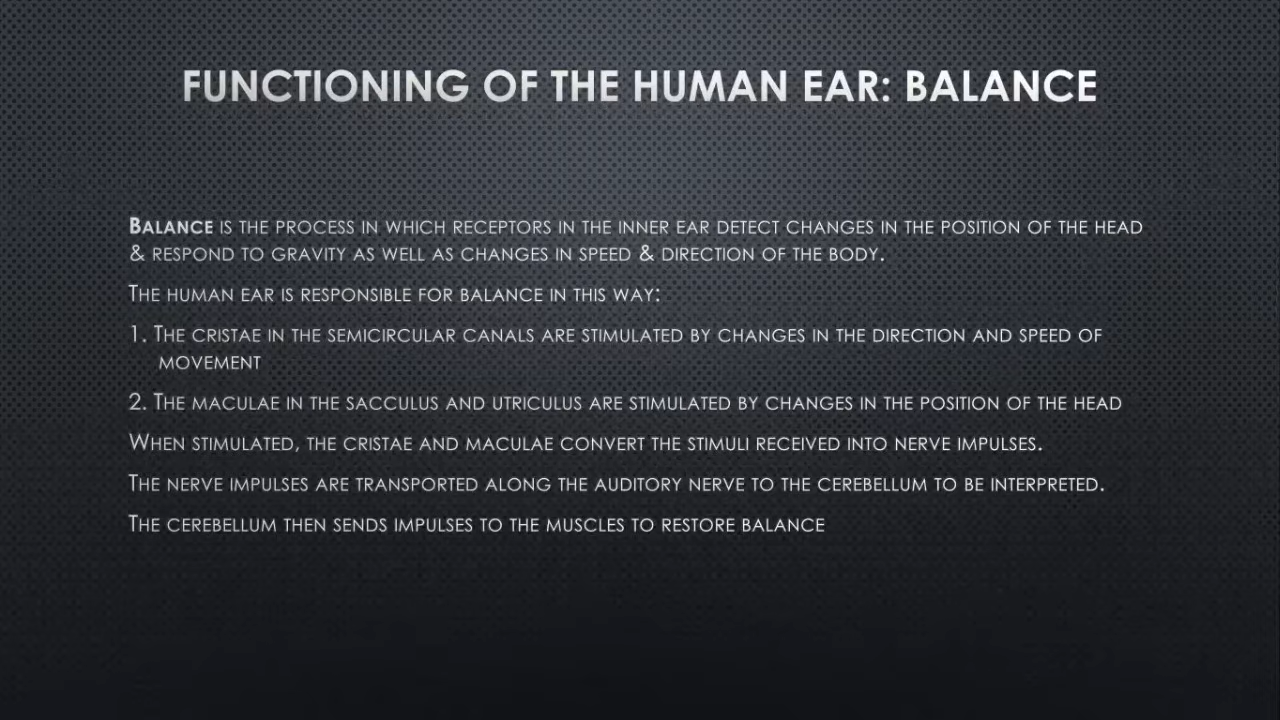 FUNCTIONING OF THE HUMAN EAR: BALANCE
BALANCE IS THE PROCESS IN WHICH RECEPTORS IN THE INNER EAR DETECT CHANGES IN THE POSITION OF THE HEAD
& RESPOND TO GRAVITY AS WELL AS CHANGES IN SPEED & DIRECTION OF THE BODY.
THE HUMAN EAR IS RESPONSIBLE FOR BALANCE IN THIS WAY:
1. THE CRISTAE IN THE SEMICIRCULAR CANALS ARE STIMULATED BY CHANGES IN THE DIRECTION AND SPEED OF
MOVEMENT
2. THE MACULAE IN THE SACCULUS AND UTRICULUS ARE STIMULATED BY CHANGES IN THE POSITION OF THE HEAD
WHEN STIMULATED, THE CRISTAE AND MACULAE CONVERT THE STIMULI RECEIVED INTO NERVE IMPULSES.
THE NERVE IMPULSES ARE TRANSPORTED ALONG THE AUDITORY NERVE TO THE CEREBELLUM TO BE INTERPRETED.
THE CEREBELLUM THEN SENDS IMPULSES TO THE MUSCLES TO RESTORE BALANCE